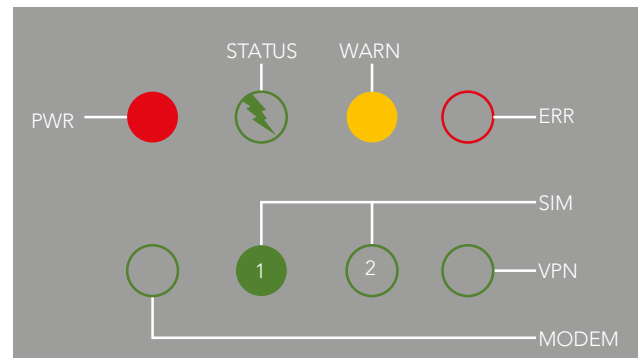 STATUS WARN
PWR ERR
SIM
1 2 VPN
MODEM